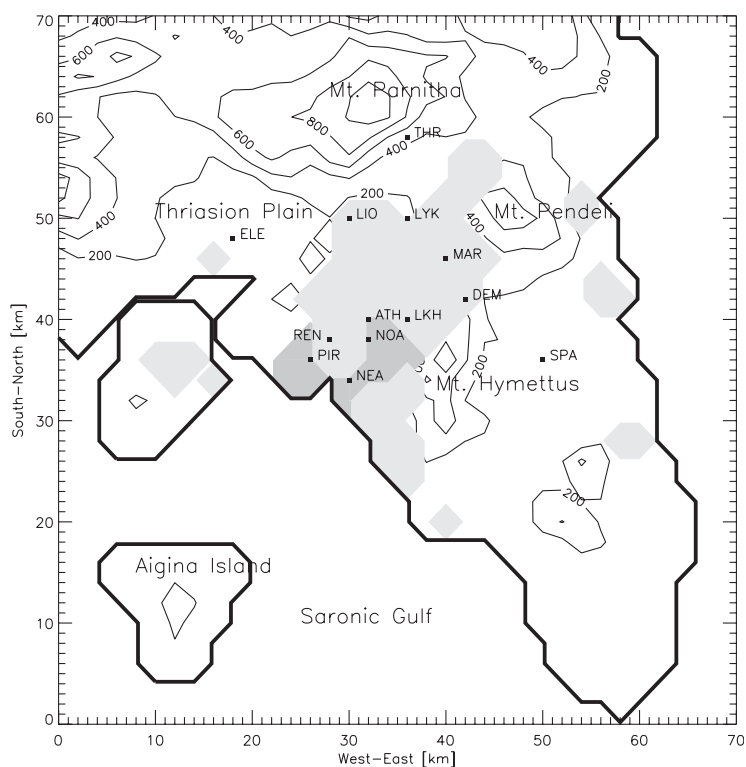 70
400
400
600
400
200
Mt. Parnitha
800
60
600
400
THR
200
Thriasion Plain
50
LIO
LYK
400
Mt. Pendeli
400
ELE
200
MAR
DEM
40
ATH
LKH
REN
NOA
PIR
200
SPA
NEA
Mt. Hymettus
30
200
20
Aigina Island
Saronic Gulf
10
0
0
10
20
30
40
50
60
70
West-East [km]
South-North [km]